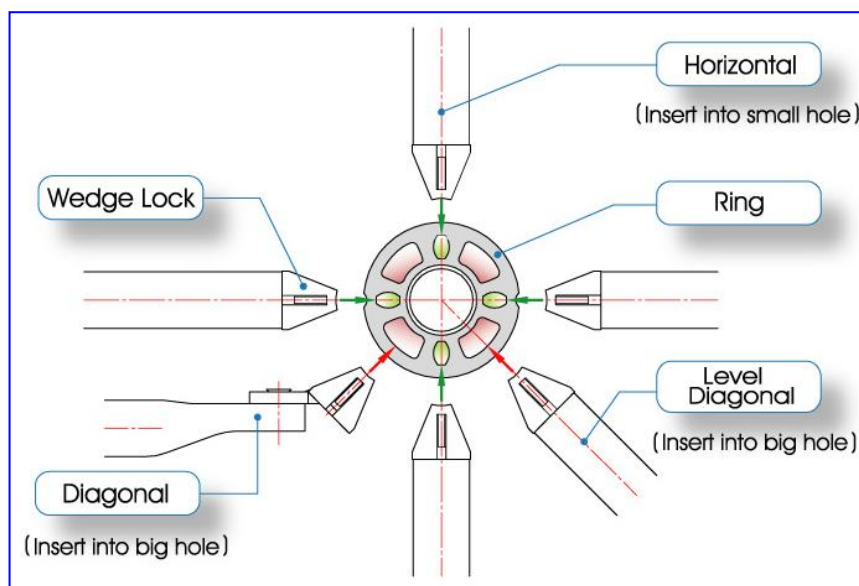 Horizontal
(Insert into small hole)
Wedge Lock
Ring
Level
Diagonal
(Insert into big hole)
Diagonal
(Insert into big hole)